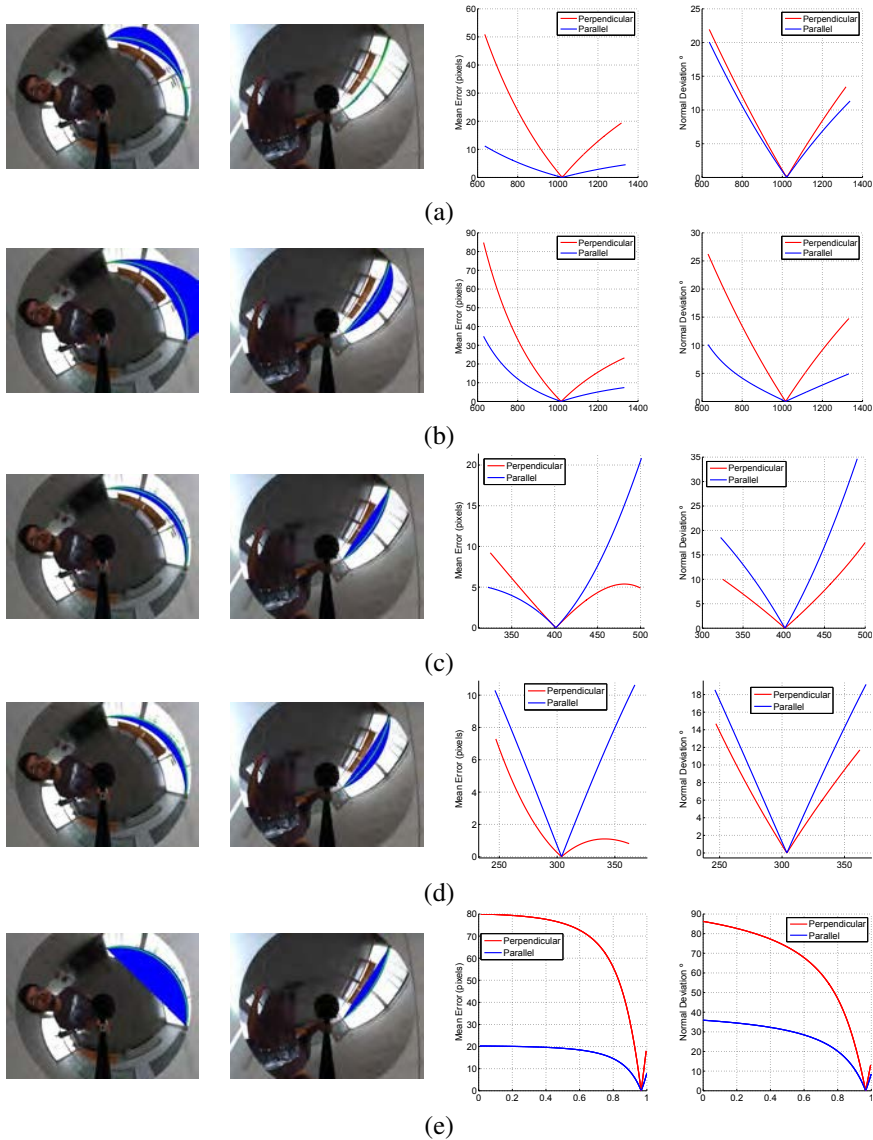 60
50
40
30
20
10
0
600 800 1000 1200 1400
Mean Error (pixels)
Perpendicular
Parallel
25
20
15
10
5
0
600 800 1000 1200 1400
Normal Deviation º
Perpendicular
Parallel
(a)
90
80
70
60
50
40
30
20
10
0
600 800 1000 1200 1400
Mean Error (pixels)
Perpendicular
Parallel
30
25
20
15
10
5
0
600 800 1000 1200 1400
Normal Deviation º
Perpendicular
Parallel
(b)
20
15
10
5
0
350 400 450 500
Mean Error (pixels)
Perpendicular
Parallel
35
30
25
20
15
10
5
0
300 350 400 450 500
Normal Deviation º
Perpendicular
Parallel
(c)
10
8
6
4
2
0
250 300 350
Mean Error (pixels)
Perpendicular
Parallel
18
16
14
12
10
8
6
4
2
0
250 300 350
Normal Deviation º
Perpendicular
Parallel
(d)
80
70
60
50
40
30
20
10
0
0 0.2 0.4 0.6 0.8 1
Mean Error (pixels)
Perpendicular
Parallel
90
80
70
60
50
40
30
20
10
0
0 0.2 0.4 0.6 0.8 1
Normal Deviation º
Perpendicular
Parallel
(e)